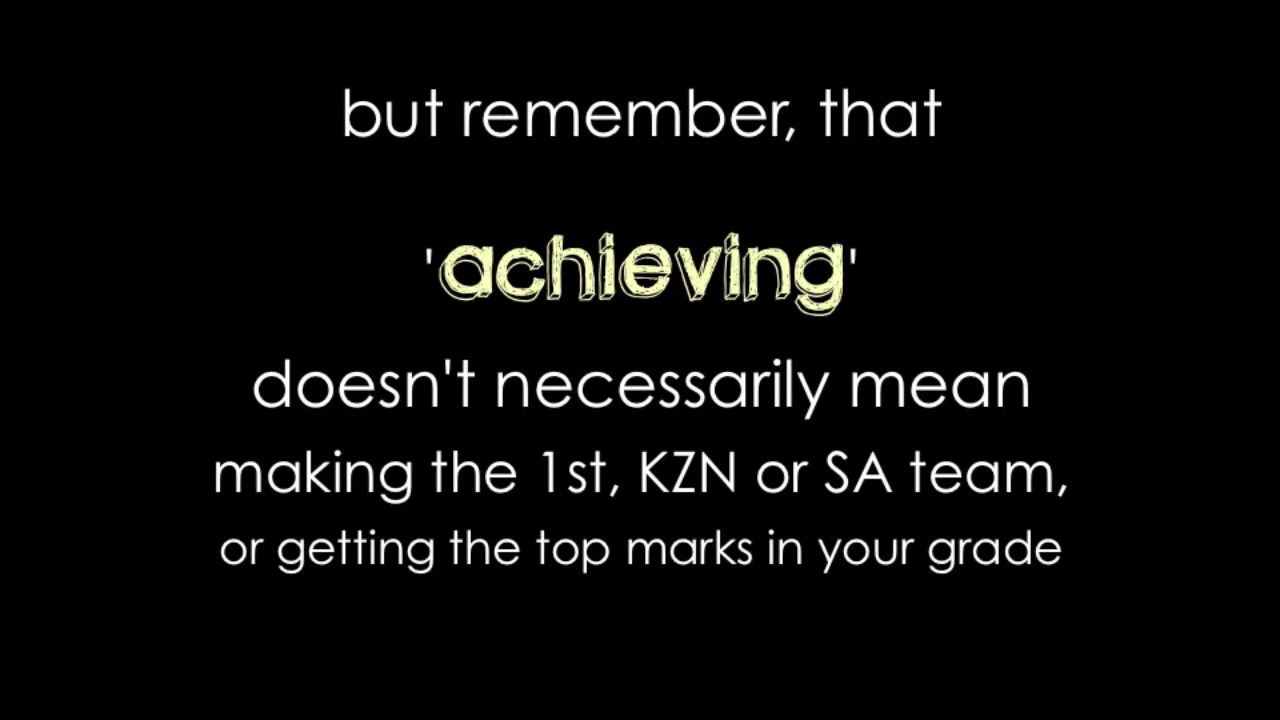 but remember, that
'achieving'
doesn't necessarily mean
making the 1st, KZN or SA team,
or getting the top marks in your grade